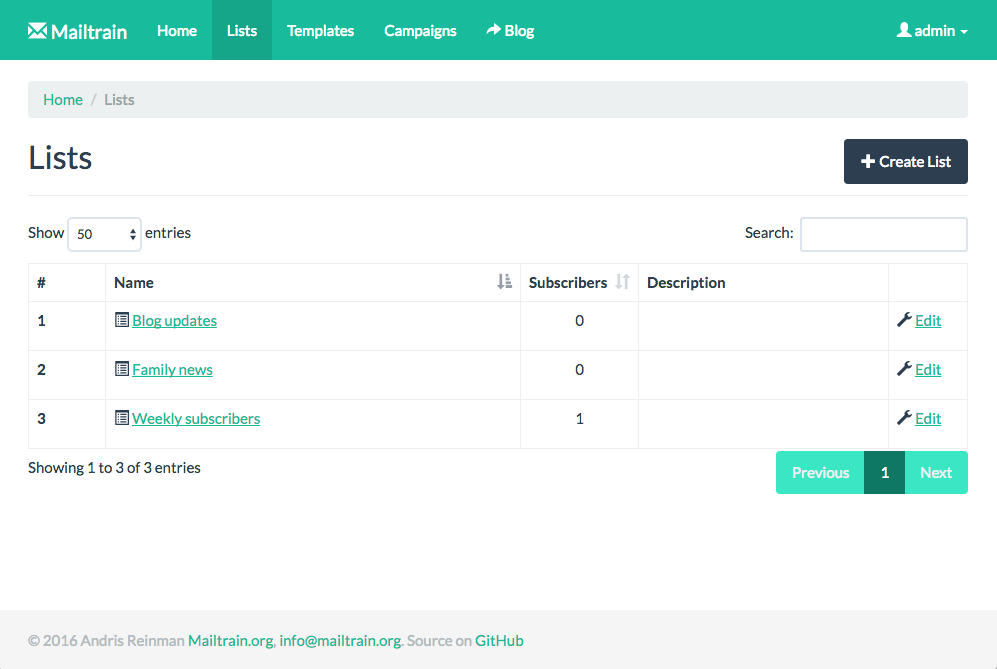 Mailtrain Home Lists Templates Campaigns Blog admin
Home / Lists
Lists
Create List
Show 50 entries Search:
# Name Subscribers Description
1 Blog updates 0 Edit
2 Family news 0 Edit
3 Weekly subscribers 1 Edit
Showing 1 to 3 of 3 entries Previous 1 Next
© 2016 Andris Reinman Mailtrain.org, info@mailtrain.org. Source on GitHub